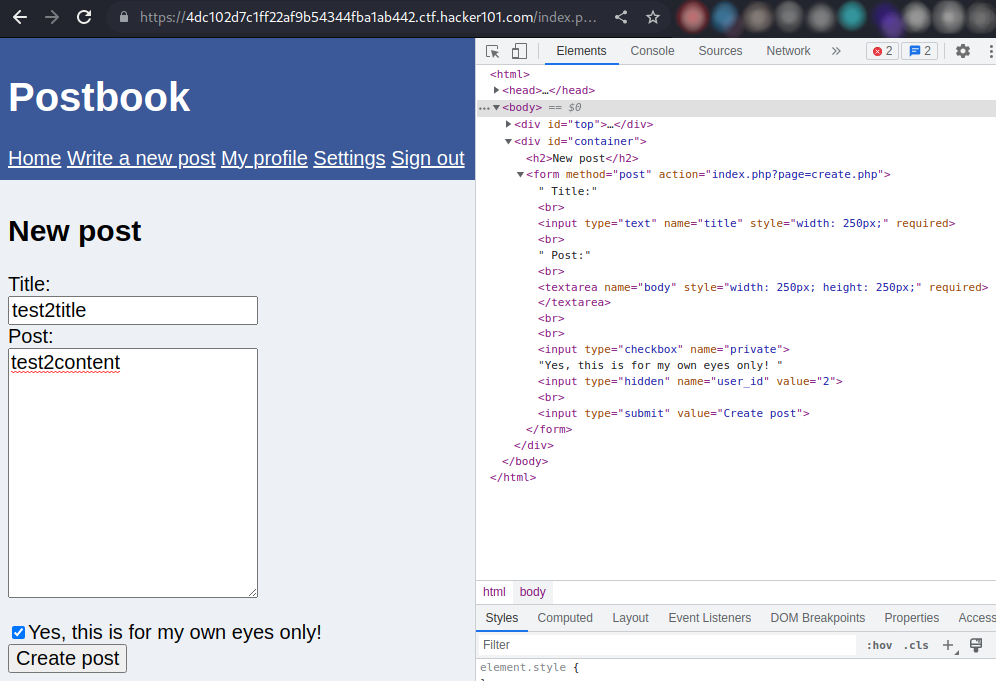 https://4dc102d7c1ff22af9b54344fba1ab442.ctf.hacker101.com/index.p...
Postbook
Home Write a new post My profile Settings Sign out
New post
Title:
test2title
Post:
test2content
Yes, this is for my own eyes only!
Create post
Elements Console Sources Network » 2 2
<html>
<head>…</head>
<body> == $0
<div id="top">…</div>
<div id="container">
<h2>New post</h2>
<form method="post" action="index.php?page=create.php">
" Title:"
<br>
<input type="text" name="title" style="width: 250px;" required>
<br>
" Post:"
<br>
<textarea name="body" style="width: 250px; height: 250px;" required>
</textarea>
<br>
<br>
<input type="checkbox" name="private">
"Yes, this is for my own eyes only! "
<input type="hidden" name="user_id" value="2">
<br>
<input type="submit" value="Create post">
</form>
</div>
</body>
</html>
html body
Styles Computed Layout Event Listeners DOM Breakpoints Properties Access
Filter :hov .cls
element.style {